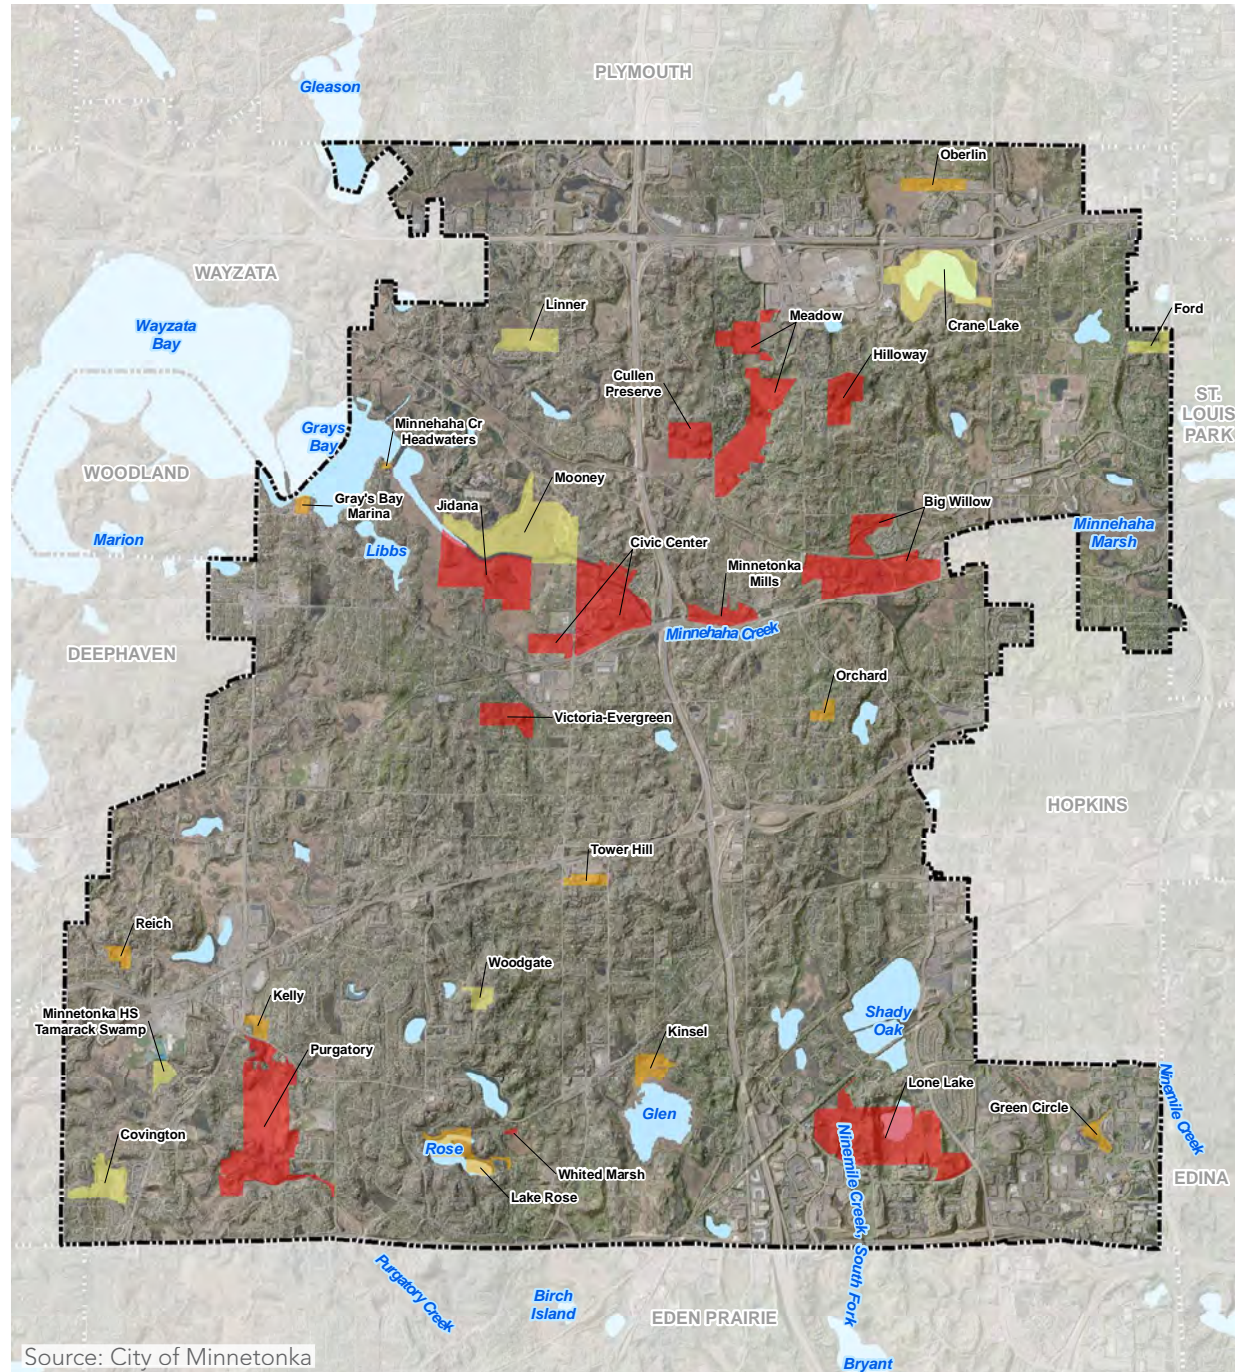 PLYMOUTH
Gleason
Oberlin
WAYZATA
Linner
Meadow
Crane Lake
Ford
Wayzata
Bay
Hilloway
Cullen
Preserve
ST.
LOUIS
PARK
Grays
Bay
Minnehaha Cr
Headwaters
WOODLAND
Mooney
Gray's Bay
Marina
Jidana
Big Willow
Marion
Libbs
Civic Center
Minnehaha
Marsh
Minnetonka
Mills
Minnehaha Creek
DEEPHAVEN
Orchard
Victoria-Evergreen
HOPKINS
Tower Hill
Reich
Woodgate
Kelly
Minnetonka HS
Tamarack Swamp
Shady
Oak
Kinsel
Purgatory
Lone Lake
Ninemile Creek
Glen
Green Circle
Covington
Rose
Whited Marsh
Lake Rose
EDINA
Ninemile Creek, South Fork
Purgatory Creek
Birch
Island
EDEN PRAIRIE
Bryant
Source: City of Minnetonka